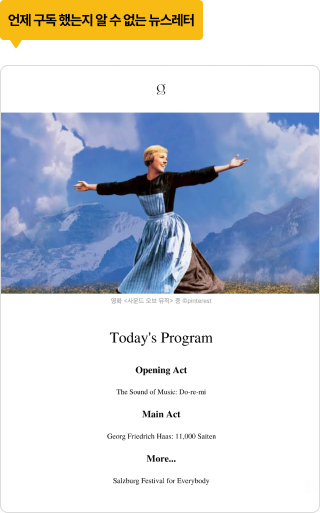 언제 구독 했는지 알 수 없는 뉴스레터
g
영화 <사운드 오브 뮤직> 중 ©pinterest
Today's Program
Opening Act
The Sound of Music: Do-re-mi
Main Act
Georg Friedrich Haas: 11,000 Saiten
More...
Salzburg Festival for Everybody